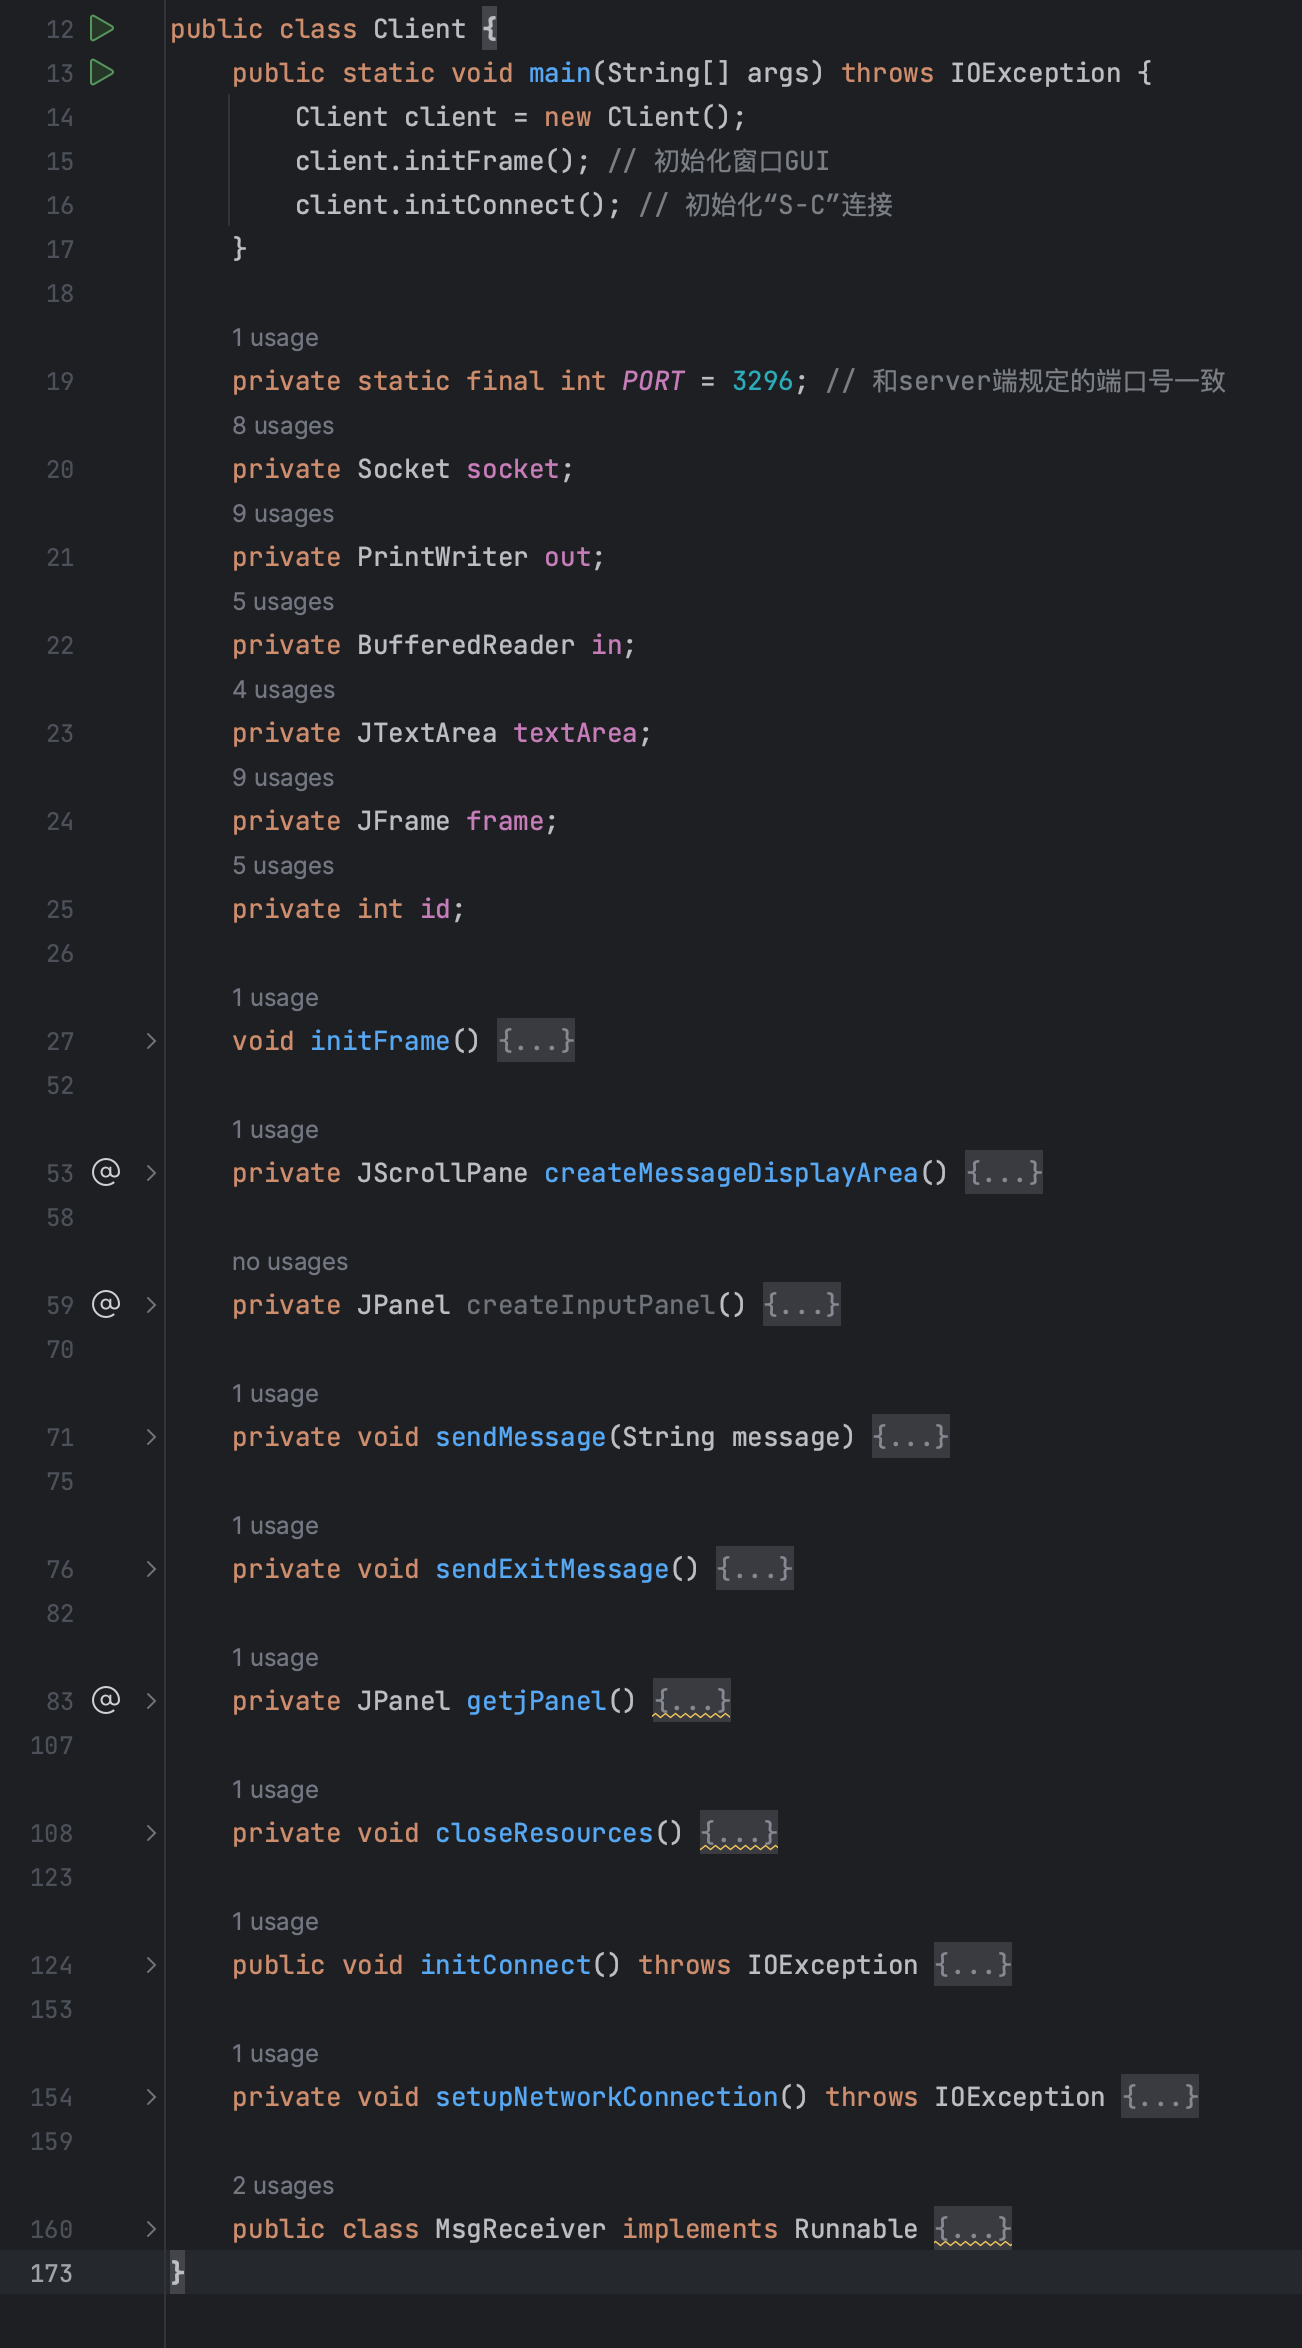 12 public class Client {
13 public static void main(String[] args) throws IOException {
14 Client client = new Client();
15 client.initFrame(); // 初始化窗口GUI
16 client.initConnect(); // 初始化“S-C”连接
17 }
18
1 usage
19 private static final int PORT = 3296; // 和server端规定的端口号一致
8 usages
20 private Socket socket;
9 usages
21 private PrintWriter out;
5 usages
22 private BufferedReader in;
4 usages
23 private JTextArea textArea;
9 usages
24 private JFrame frame;
5 usages
25 private int id;
26
1 usage
27 void initFrame() {...}
52
1 usage
53 @ private JScrollPane createMessageDisplayArea() {...}
58
no usages
59 @ private JPanel createInputPanel() {...}
70
1 usage
71 private void sendMessage(String message) {...}
75
1 usage
76 private void sendExitMessage() {...}
82
1 usage
83 @ private JPanel getjPanel() {...}
107
1 usage
108 private void closeResources() {...}
123
1 usage
124 public void initConnect() throws IOException {...}
153
1 usage
154 private void setupNetworkConnection() throws IOException {...}
159
2 usages
160 public class MsgReceiver implements Runnable {...}
173 }